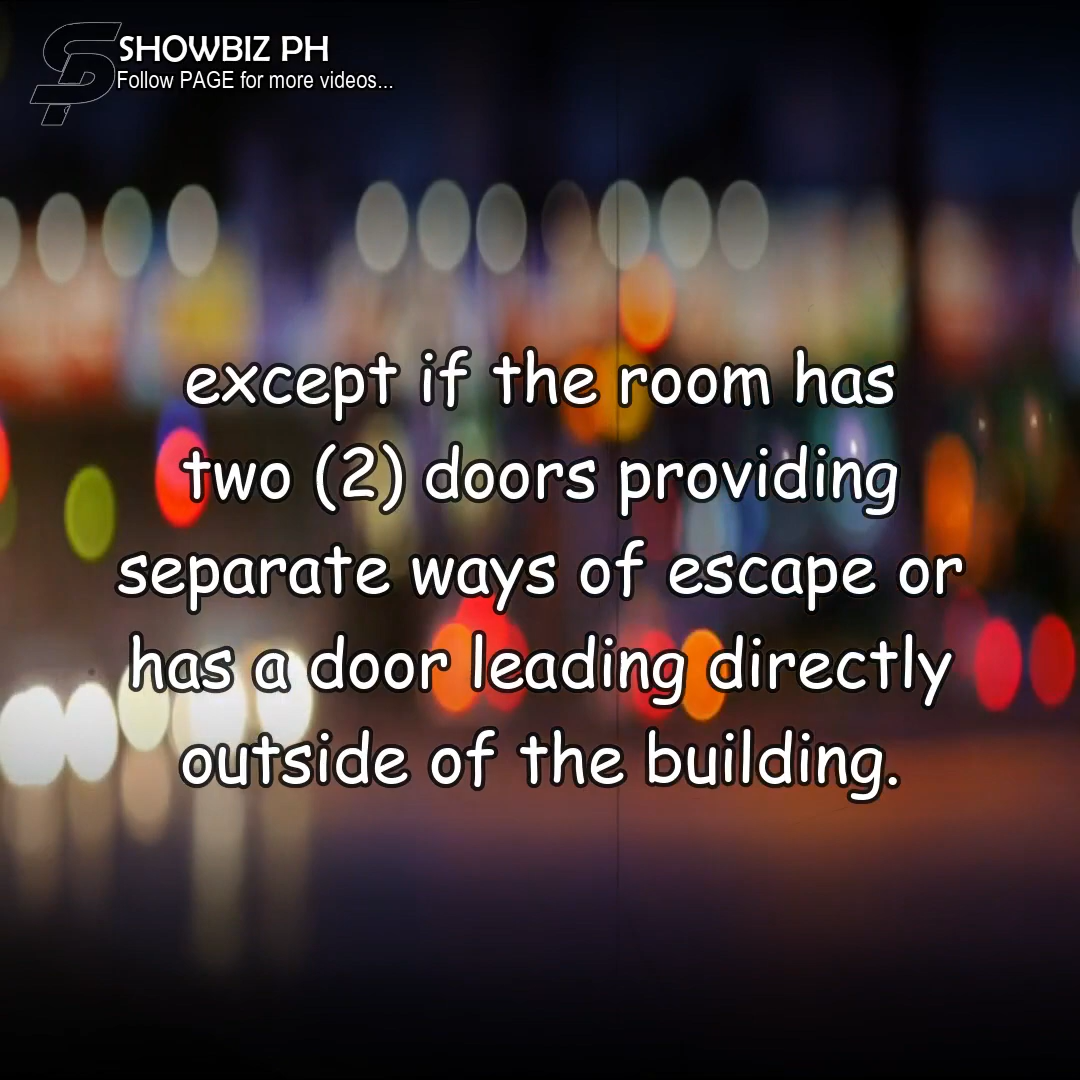 SHOWBIZ PH
Follow PAGE for more videos...
except if the room has
two (2) doors providing
separate ways of escape or
has a door leading directly
outside of the building.